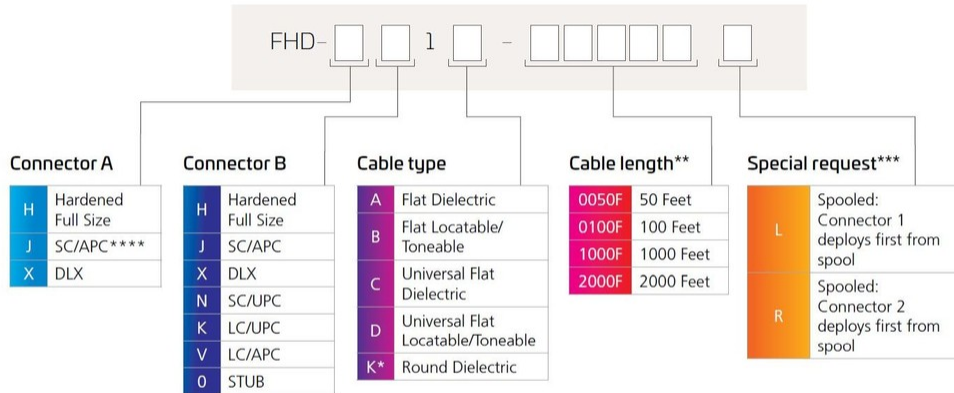 FHD- 1 -
Connector A
H Hardened
Full Size
J SC/APC****
X DLX
Connector B
H Hardened
Full Size
J SC/APC
X DLX
N SC/UPC
K LC/UPC
V LC/APC
0 STUB
Cable type
A Flat Dielectric
B Flat Locatable/
Toneable
C Universal Flat
Dielectric
D Universal Flat
Locatable/Toneable
K* Round Dielectric
Cable length**
0050F 50 Feet
0100F 100 Feet
1000F 1000 Feet
2000F 2000 Feet
Special request***
L Spooled:
Connector 1
deploys first from
spool
R Spooled:
Connector 2
deploys first from
spool